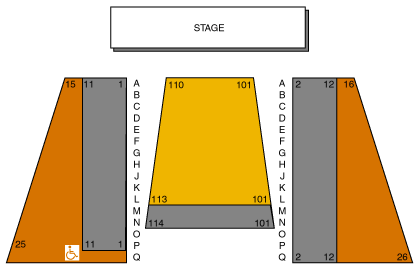 STAGE
15 11 1 A 110 101 A 2 12 16
B B
C C
D D
E E
F F
G G
H H
J J
K K
L 113 101 L
M M
N 114 101 N
O O
25 11 1 P P
Q Q 2 12 26